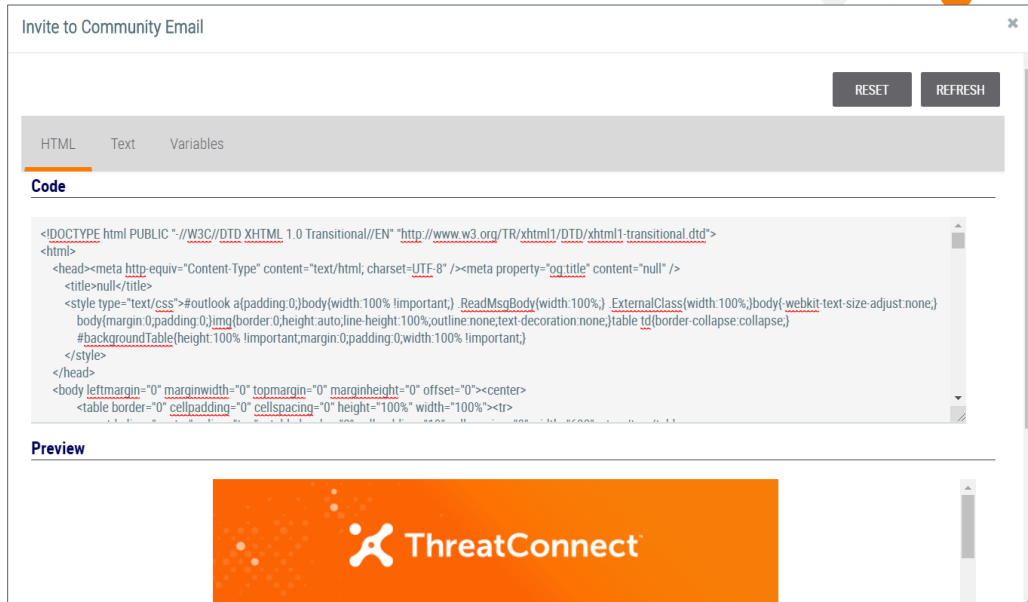 Invite to Community Email
RESET REFRESH
HTML Text Variables
Code
<!DOCTYPE html PUBLIC "-//W3C//DTD XHTML 1.0 Transitional//EN" "http://www.w3.org/TR/xhtml1/DTD/xhtml1-transitional.dtd">
<html>
<head><meta http-equiv="Content-Type" content="text/html; charset=UTF-8" /><meta property="og:title" content="null" />
<title>null</title>
<style type="text/css">#outlook a{padding:0;}body{width:100% !important;} .ReadMsgBody{width:100%;} .ExternalClass{width:100%;}body{-webkit-text-size-adjust:none;}
body{margin:0;padding:0;}img{border:0;height:auto;line-height:100%;outline:none;text-decoration:none;}table td{border-collapse:collapse;}
#backgroundTable{height:100% !important;margin:0;padding:0;width:100% !important;}
</style>
</head>
<body leftmargin="0" marginwidth="0" topmargin="0" marginheight="0" offset="0"><center>
<table border="0" cellpadding="0" cellspacing="0" height="100%" width="100%"><tr>
Preview
ThreatConnect